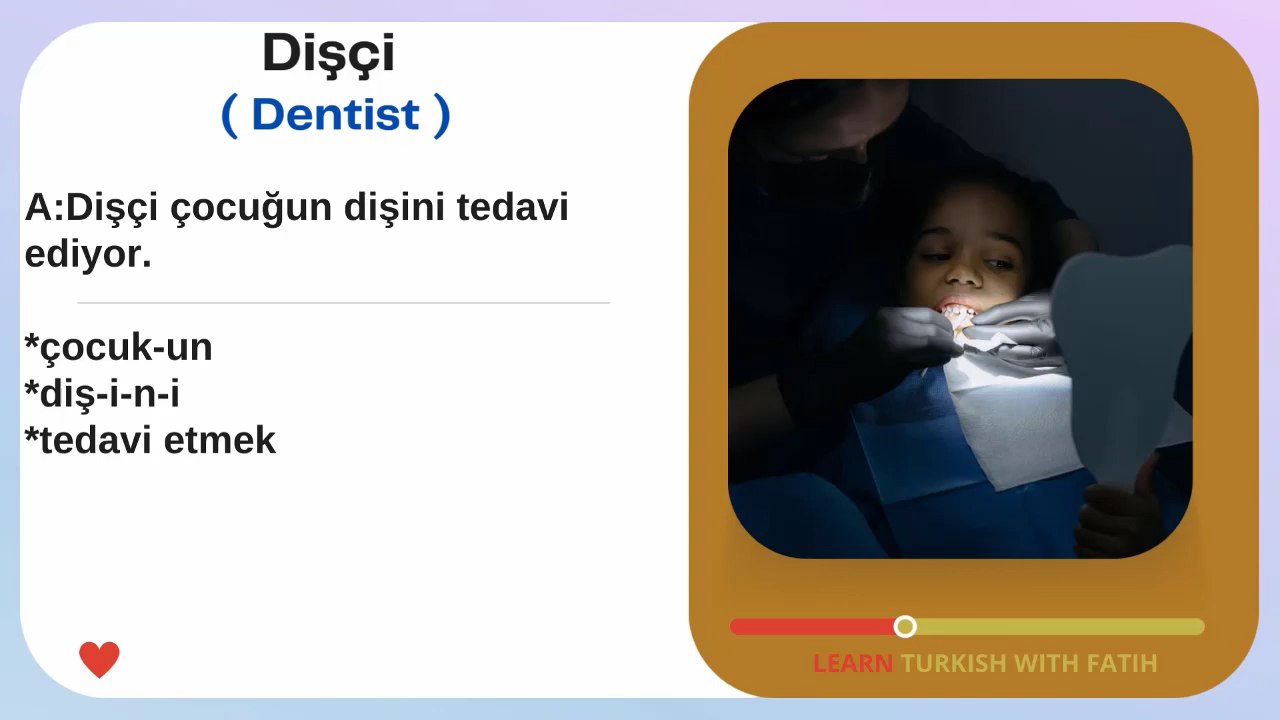 Dişçi
( Dentist )
A:Dişçi çocuğun dişini tedavi
ediyor.
*çocuk-un
*diş-i-n-i
*tedavi etmek
LEARN TURKISH WITH FATIH